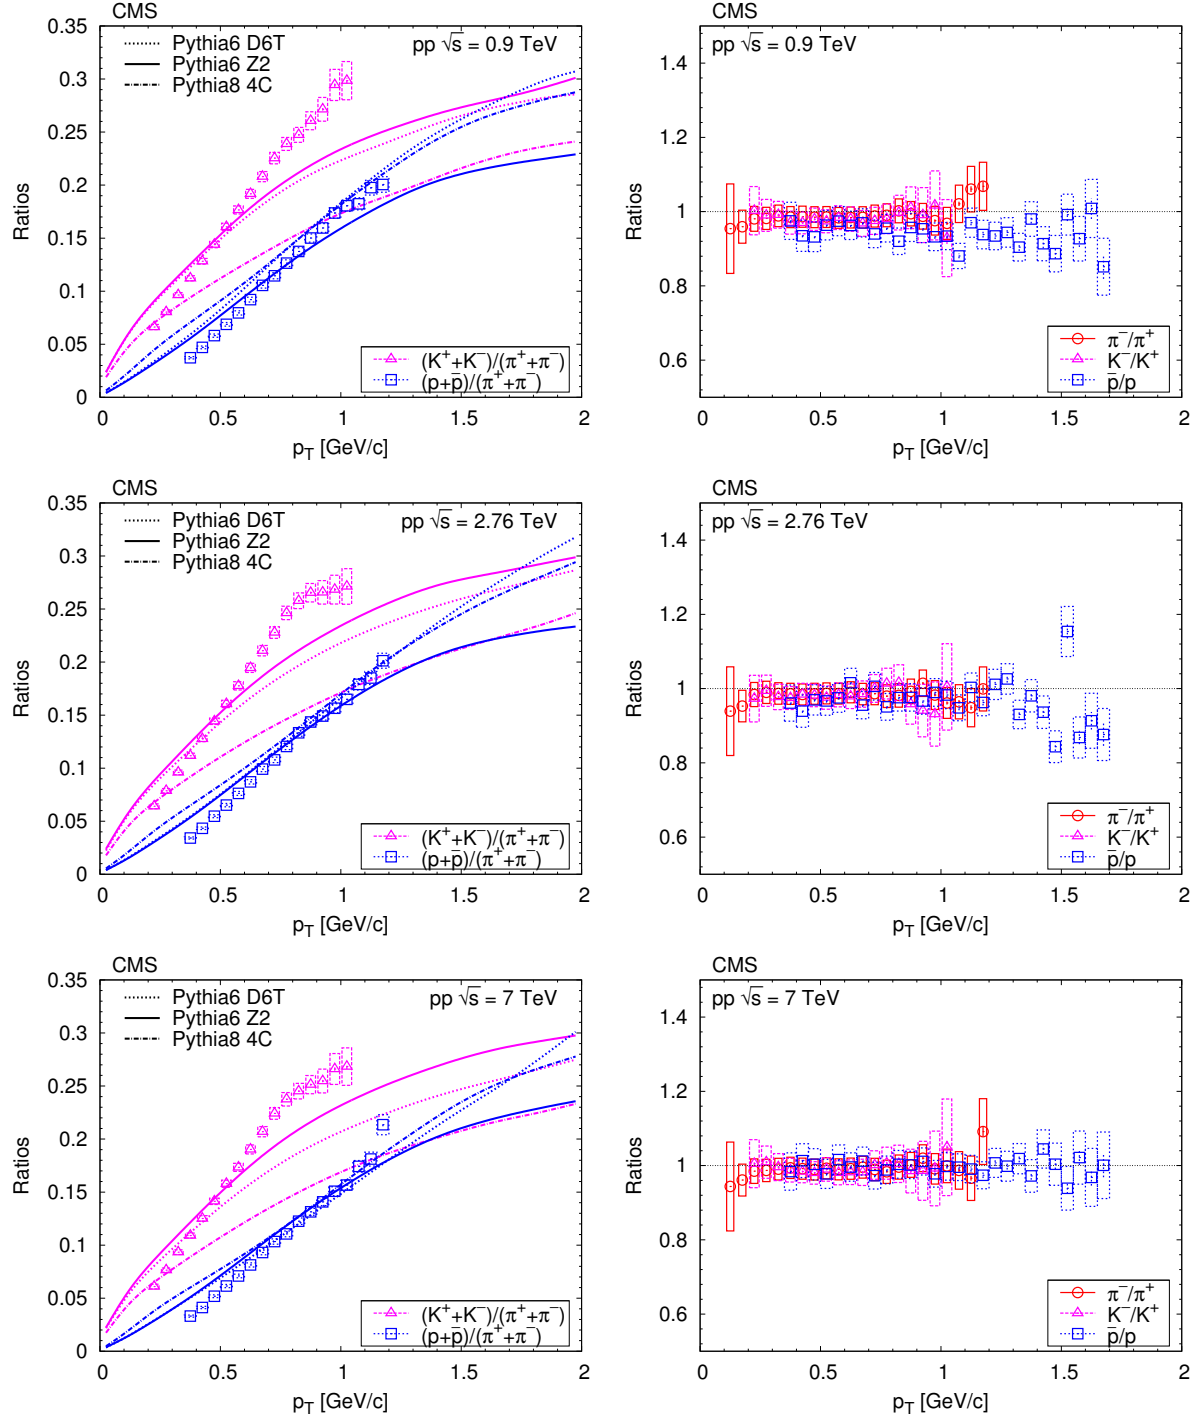 CMS
pp √s = 0.9 TeV
Pythia6 D6T
Pythia6 Z2
Pythia8 4C
0.35
0.3
0.25
0.2
0.15
0.1
0.05
0
Ratios
(K⁺+K⁻)/(π⁺+π⁻)
(p+p̄)/(π⁺+π⁻)
0 0.5 1 1.5 2
p_T [GeV/c]
CMS
pp √s = 0.9 TeV
1.4
1.2
1
0.8
0.6
Ratios
π⁻/π⁺
K⁻/K⁺
p̄/p
0 0.5 1 1.5 2
p_T [GeV/c]
CMS
pp √s = 2.76 TeV
Pythia6 D6T
Pythia6 Z2
Pythia8 4C
0.35
0.3
0.25
0.2
0.15
0.1
0.05
0
Ratios
(K⁺+K⁻)/(π⁺+π⁻)
(p+p̄)/(π⁺+π⁻)
0 0.5 1 1.5 2
p_T [GeV/c]
CMS
pp √s = 2.76 TeV
1.4
1.2
1
0.8
0.6
Ratios
π⁻/π⁺
K⁻/K⁺
p̄/p
0 0.5 1 1.5 2
p_T [GeV/c]
CMS
pp √s = 7 TeV
Pythia6 D6T
Pythia6 Z2
Pythia8 4C
0.35
0.3
0.25
0.2
0.15
0.1
0.05
0
Ratios
(K⁺+K⁻)/(π⁺+π⁻)
(p+p̄)/(π⁺+π⁻)
0 0.5 1 1.5 2
p_T [GeV/c]
CMS
pp √s = 7 TeV
1.4
1.2
1
0.8
0.6
Ratios
π⁻/π⁺
K⁻/K⁺
p̄/p
0 0.5 1 1.5 2
p_T [GeV/c]